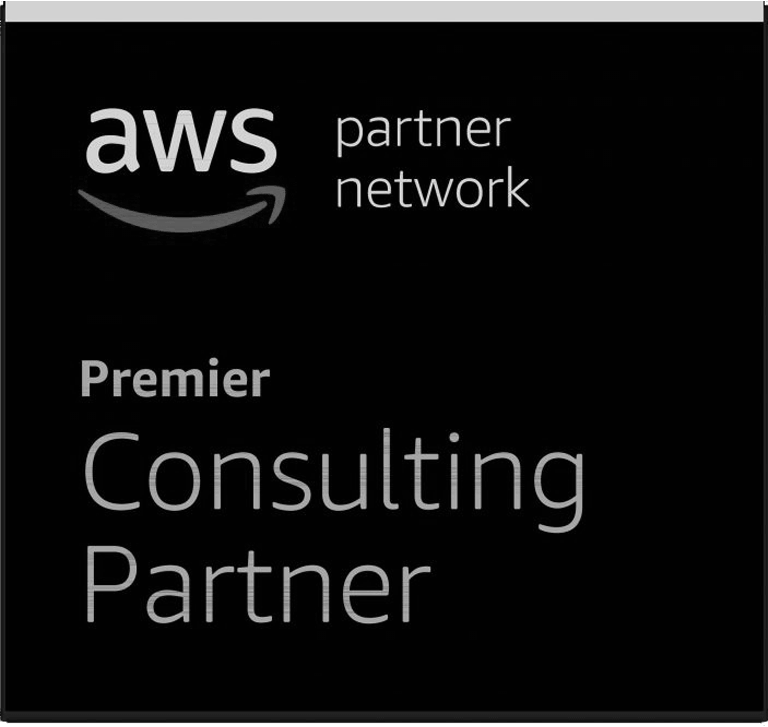 aws
partner
network
Premier
Consulting
Partner